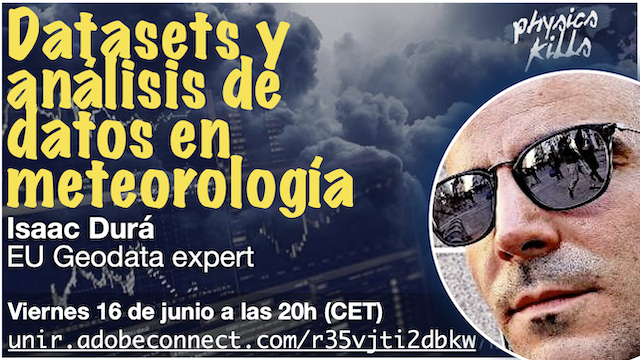 Datasets y
análisis de
datos en
meteorología
physics
kills
Isaac Durá
EU Geodata expert
Viernes 16 de junio a las 20h (CET)
unir.adobeconnect.com/r35vjti2dbkw